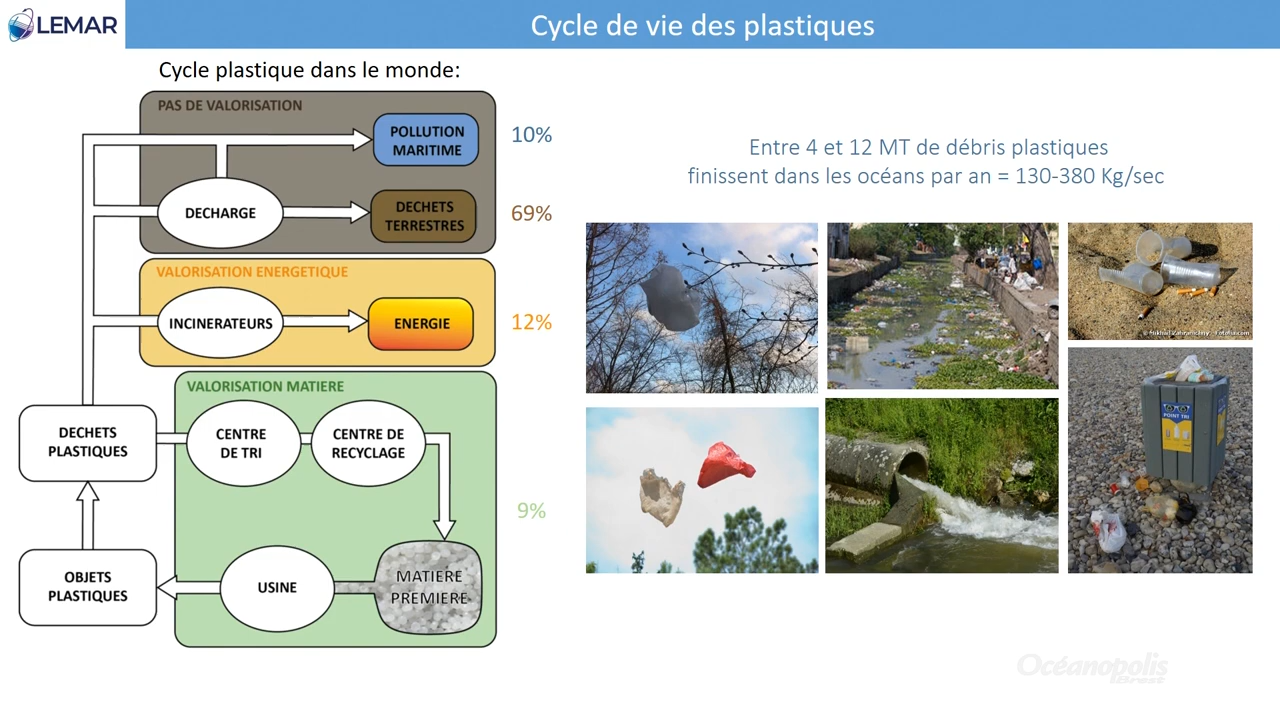 LEMAR
Cycle de vie des plastiques
Cycle plastique dans le monde:
PAS DE VALORISATION
POLLUTION
MARITIME
10%
DECHARGE
DECHETS
TERRESTRES
69%
VALORISATION ENERGETIQUE
INCINERATEURS
ENERGIE
12%
VALORISATION MATIERE
DECHETS
PLASTIQUES
CENTRE
DE TRI
CENTRE DE
RECYCLAGE
9%
OBJETS
PLASTIQUES
USINE
MATIERE
PREMIERE
Entre 4 et 12 MT de débris plastiques
finissent dans les océans par an = 130-380 Kg/sec
POINT TRI
Océanopolis
Brest